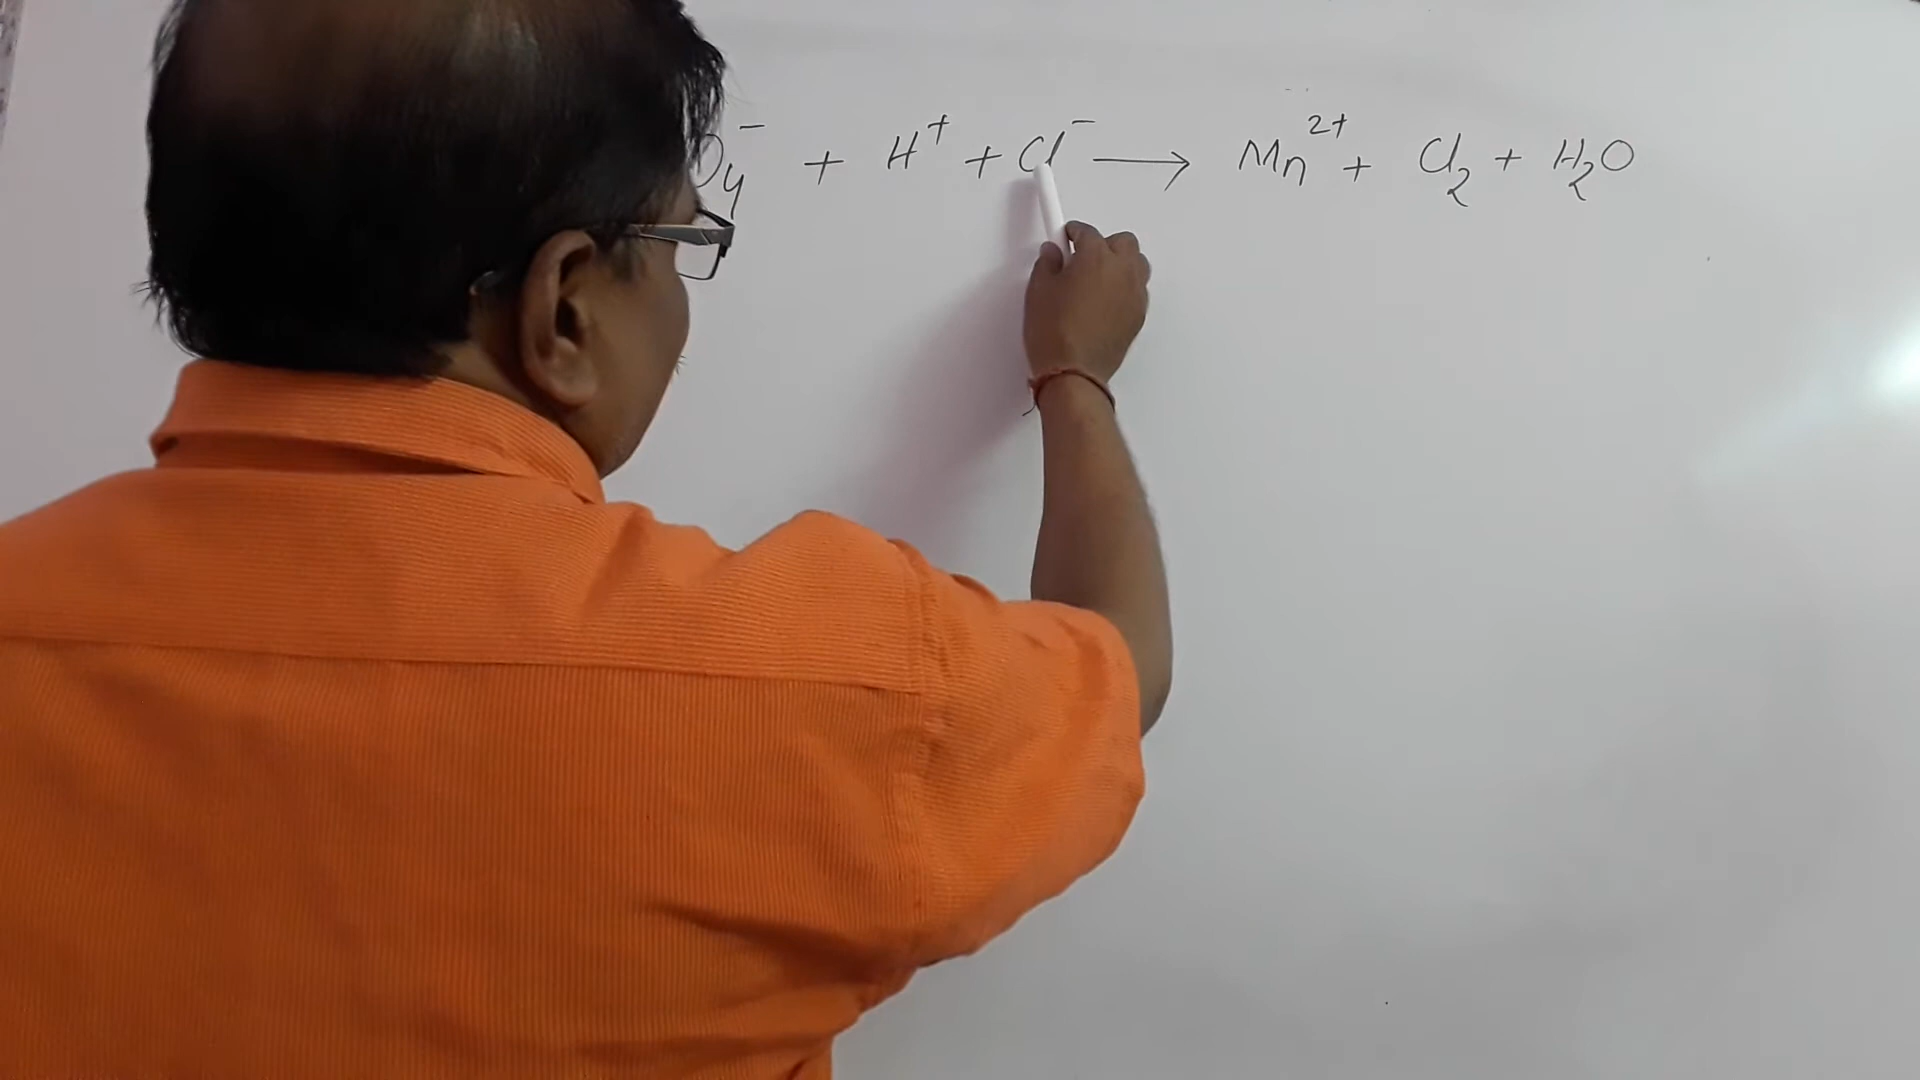 O₄⁻ + H⁺ + Cl⁻ ⟶ Mn²⁺ + Cl₂ + H₂O